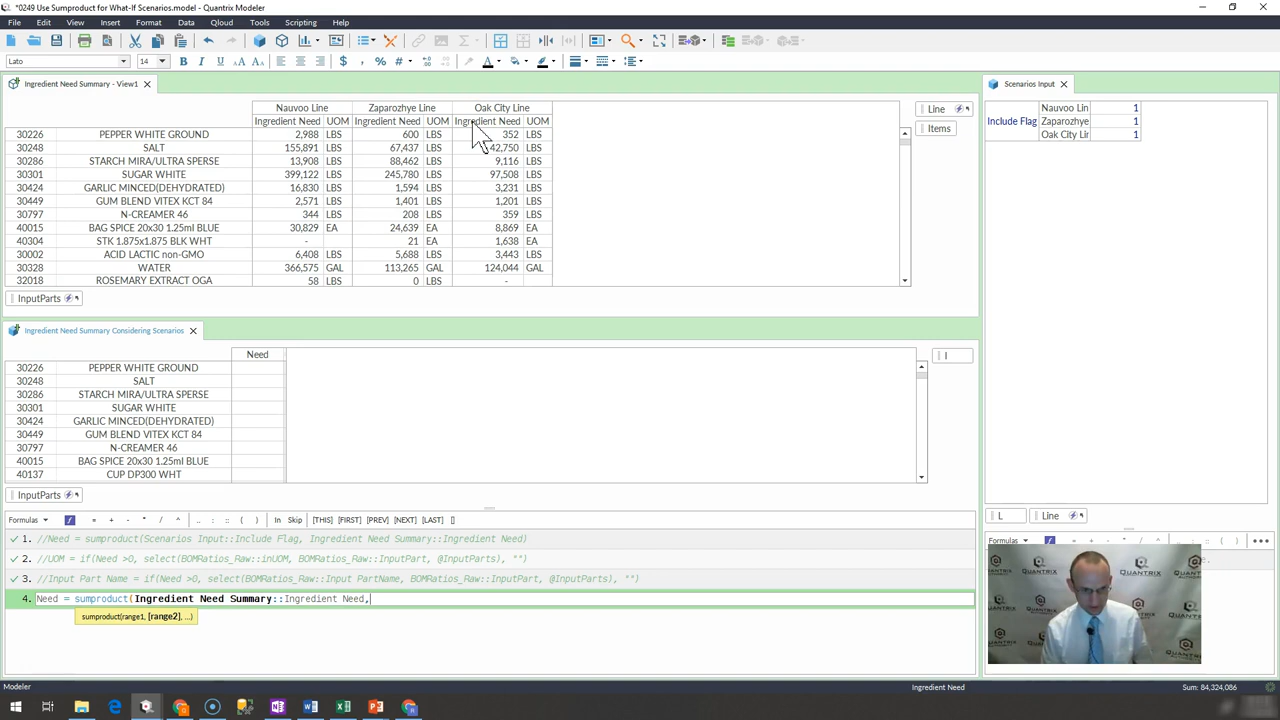 *0249 Use Sumproduct for What-If Scenarios.model - Quantrix Modeler
File Edit View Insert Format Data Cloud Tools Scripting Help
Lato 14
Ingredient Need Summary - View1
Scenarios Input
Nauvoo Line Zaparozhye Line Oak City Line
Ingredient Need UOM Ingredient Need UOM Ingredient Need UOM
30226 PEPPER WHITE GROUND 2,988 LBS 600 LBS 352 LBS
30248 SALT 155,891 LBS 67,437 LBS 42,750 LBS
30286 STARCH MIRA/ULTRA SPERSE 13,908 LBS 88,462 LBS 9,116 LBS
30301 SUGAR WHITE 399,122 LBS 245,780 LBS 97,508 LBS
30424 GARLIC MINCED(DEHYDRATED) 16,830 LBS 1,594 LBS 3,231 LBS
30449 GUM BLEND VITEX KCT 84 2,571 LBS 1,401 LBS 1,201 LBS
30797 N-CREAMER 46 344 LBS 208 LBS 359 LBS
40015 BAG SPICE 20x30 1.25ml BLUE 30,829 EA 24,639 EA 8,869 EA
40304 STK 1.875x1.875 BLK WHT - 21 EA 1,638 EA
30002 ACID LACTIC non-GMO 6,408 LBS 5,688 LBS 3,443 LBS
30328 WATER 366,575 GAL 113,265 GAL 124,044 GAL
32018 ROSEMARY EXTRACT OGA 58 LBS 0 LBS -
Line
Items
InputParts
Include Flag Nauvoo Lin 1
Zaparozhye 1
Oak City Lir 1
Ingredient Need Summary Considering Scenarios
Need
30226 PEPPER WHITE GROUND
30248 SALT
30286 STARCH MIRA/ULTRA SPERSE
30301 SUGAR WHITE
30424 GARLIC MINCED(DEHYDRATED)
30449 GUM BLEND VITEX KCT 84
30797 N-CREAMER 46
40015 BAG SPICE 20x30 1.25ml BLUE
40137 CUP DP300 WHT
I
InputParts
L Line
Formulas f = + - * / ^ .. : :: ( ) In Skip [THIS] [FIRST] [PREV] [NEXT] [LAST] []
Formulas f •••
1. //Need = sumproduct(Scenarios Input::Include Flag, Ingredient Need Summary::Ingredient Need)
2. //UOM = if(Need >0, select(BOMRatios_Raw::inUOM, BOMRatios_Raw::InputPart, @InputParts), "")
3. //Input Part Name = if(Need >0, select(BOMRatios_Raw::Input PartName, BOMRatios_Raw::InputPart, @InputParts), "")
4. Need = sumproduct(Ingredient Need Summary::Ingredient Need,
sumproduct(range1, [range2], ...)
QUANTRIX
Modeler Ingredient Need Sum: 84,324,086